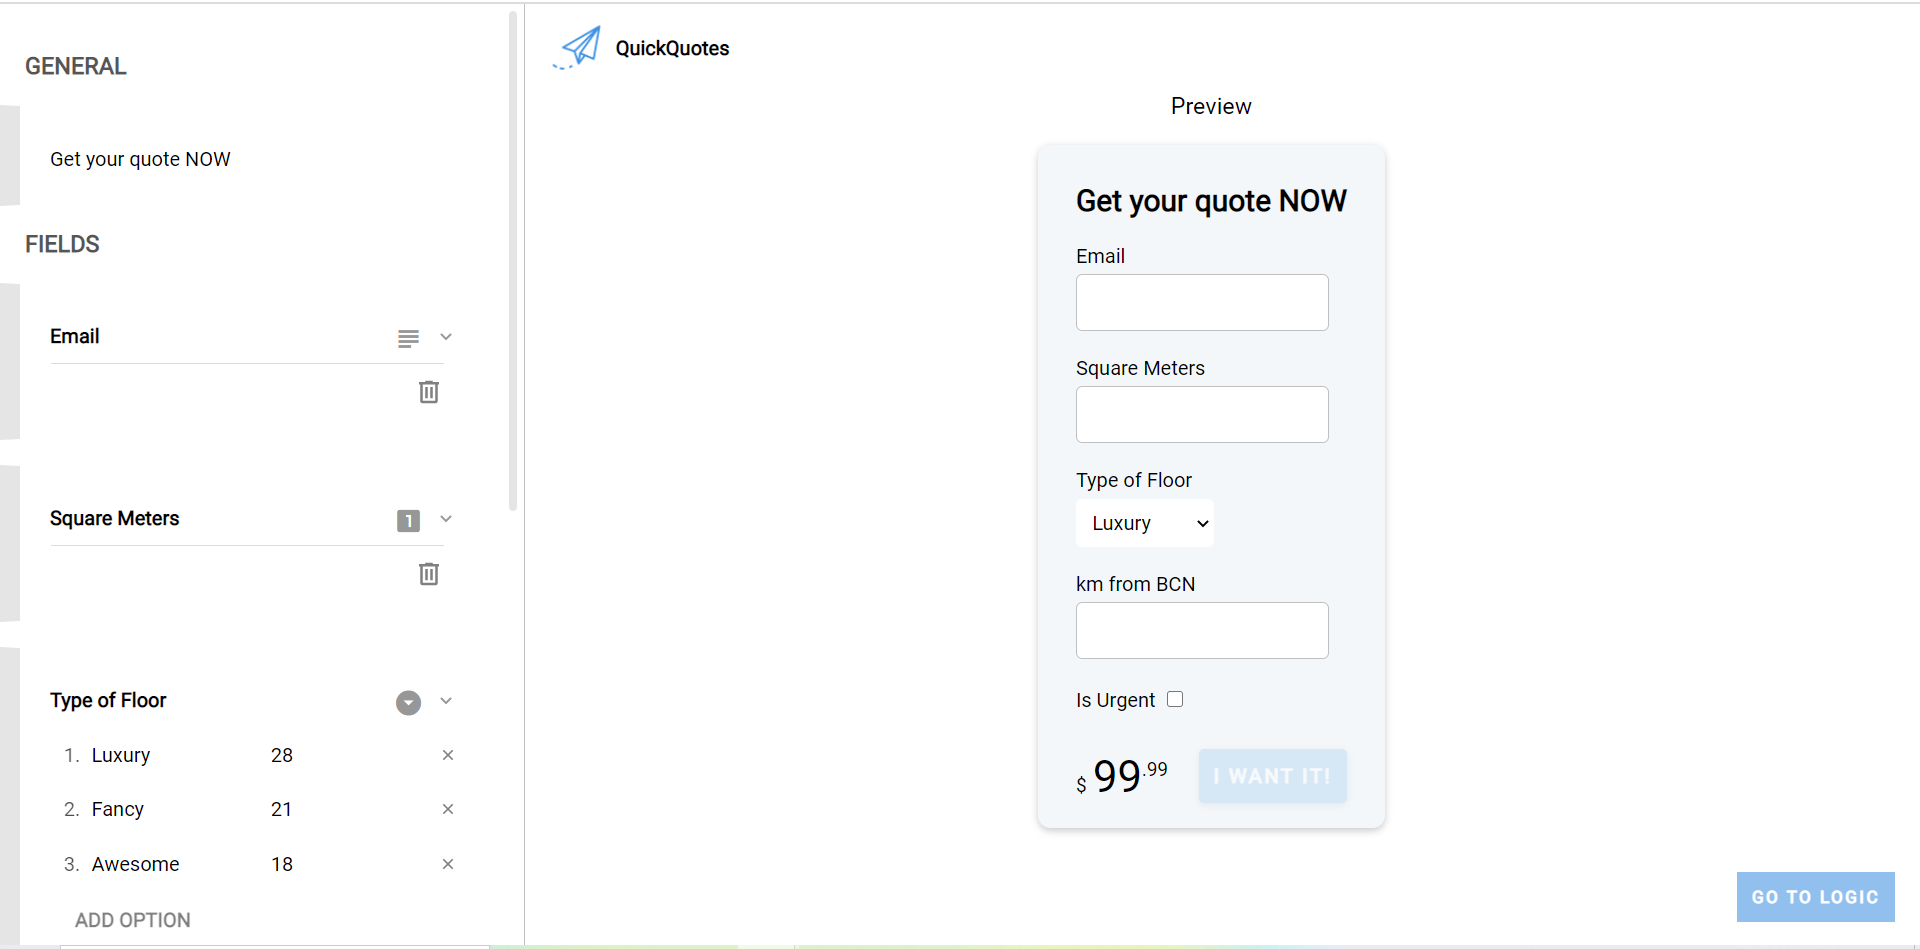 GENERAL
Get your quote NOW
FIELDS
Email
Square Meters
1
Type of Floor
1. Luxury 28 ×
2. Fancy 21 ×
3. Awesome 18 ×
ADD OPTION
QuickQuotes
Preview
Get your quote NOW
Email
Square Meters
Type of Floor
Luxury
km from BCN
Is Urgent
$ 99.99
I WANT IT!
GO TO LOGIC